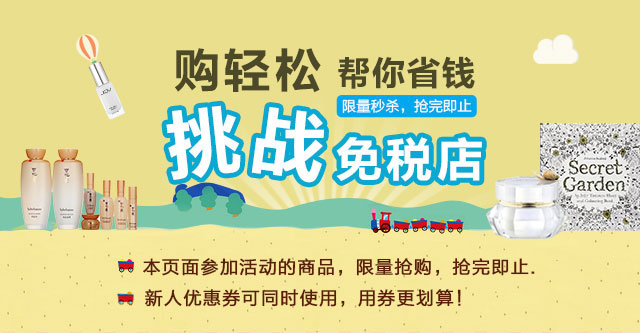 购轻松 帮你省钱
限量秒杀，抢完即止
挑战免税店
JOY
Secret
Garden
本页面参加活动的商品，限量抢购，抢完即止.
新人优惠券可同时使用，用券更划算！